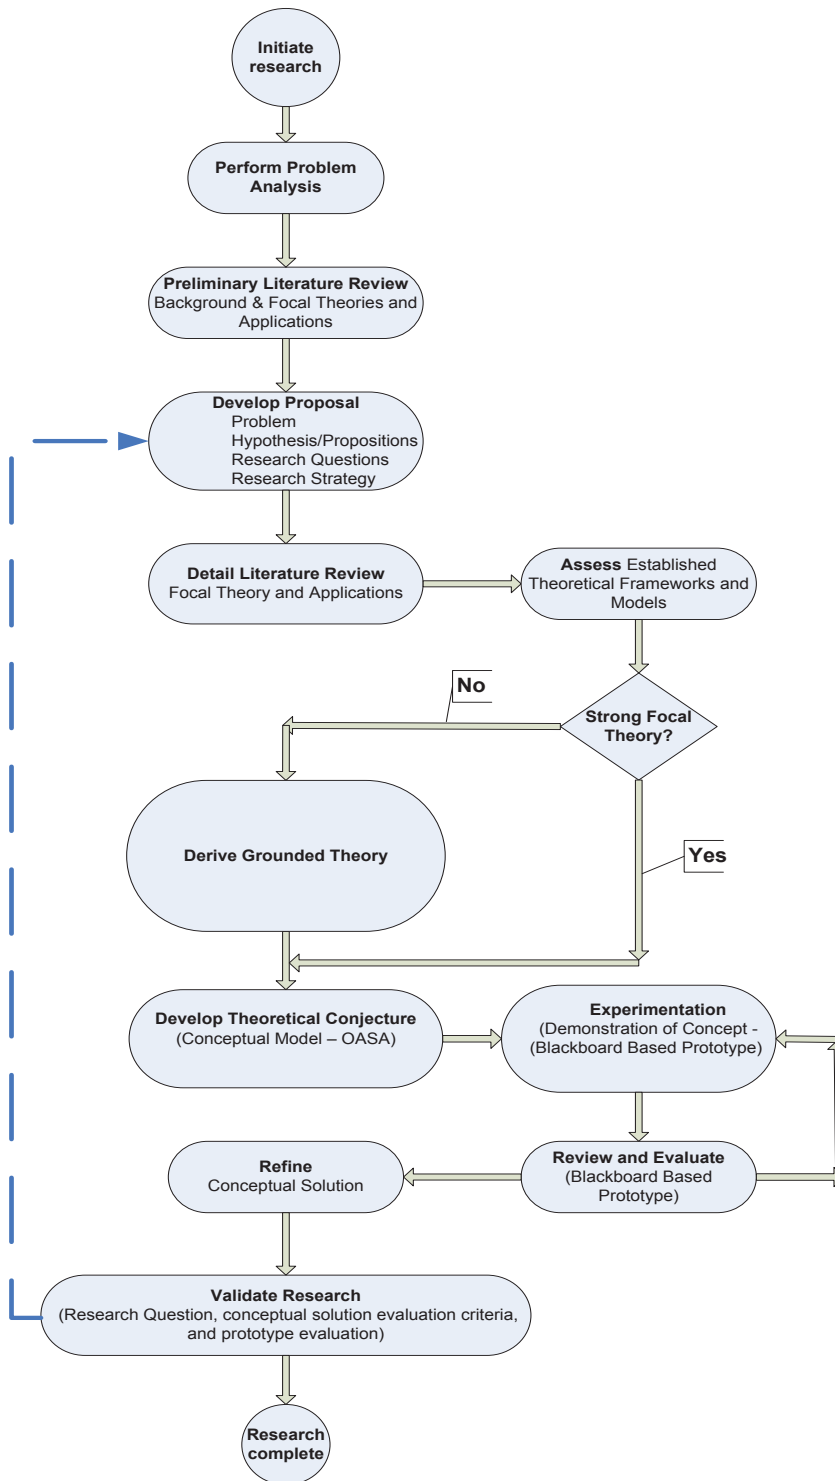 Initiate
research
Perform Problem
Analysis
Preliminary Literature Review
Background & Focal Theories and
Applications
Develop Proposal
Problem
Hypothesis/Propositions
Research Questions
Research Strategy
Detail Literature Review
Focal Theory and Applications
Assess Established
Theoretical Frameworks and
Models
Strong Focal
Theory?
No
Yes
Derive Grounded Theory
Develop Theoretical Conjecture
(Conceptual Model – OASA)
Experimentation
(Demonstration of Concept -
(Blackboard Based Prototype)
Review and Evaluate
(Blackboard Based
Prototype)
Refine
Conceptual Solution
Validate Research
(Research Question, conceptual solution evaluation criteria,
and prototype evaluation)
Research
complete